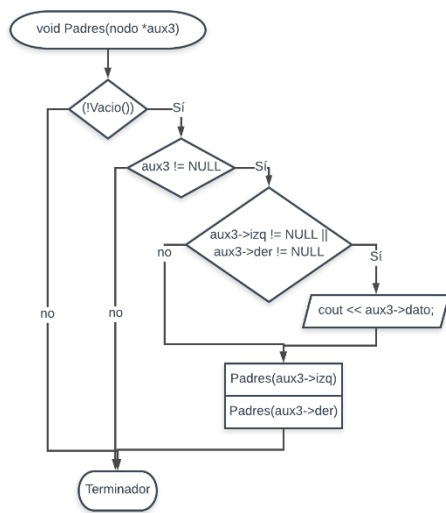 void Padres(nodo *aux3)
(!Vacio())
Sí
aux3 != NULL
Sí
aux3->izq != NULL ||
aux3->der != NULL
no
Sí
cout << aux3->dato;
no
no
Padres(aux3->izq)
Padres(aux3->der)
Terminador